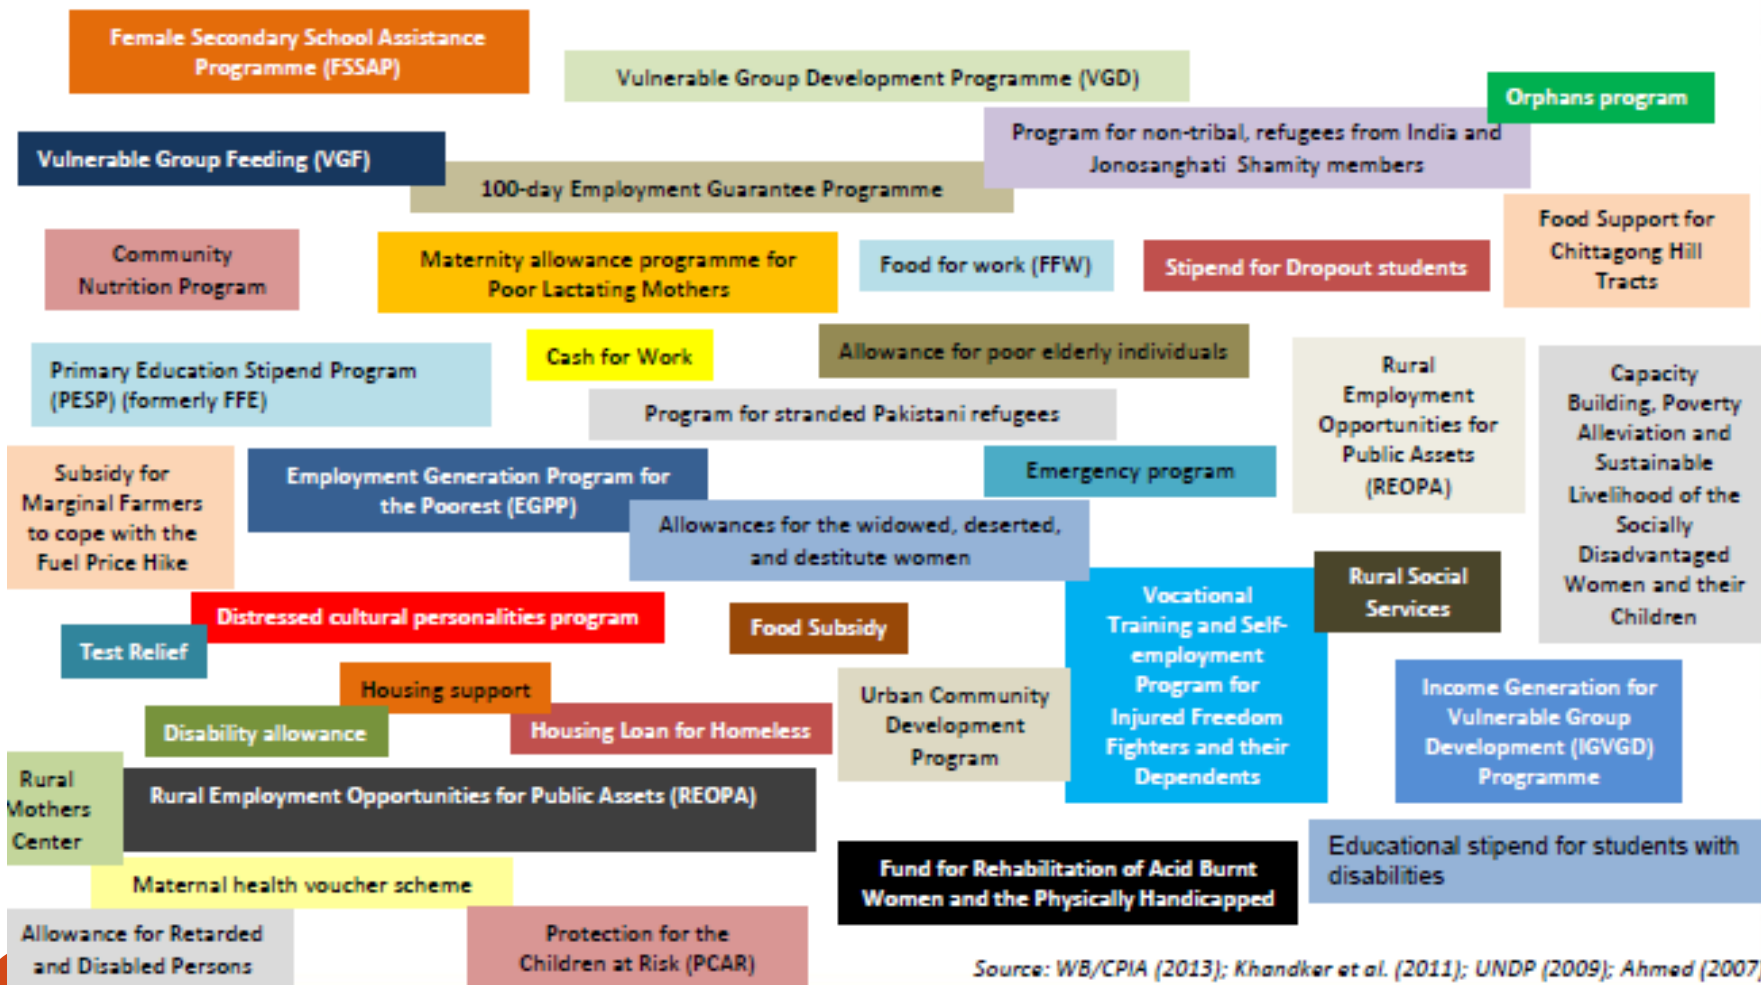 Female Secondary School Assistance
Programme (FSSAP)
Vulnerable Group Development Programme (VGD)
Orphans program
Vulnerable Group Feeding (VGF)
Program for non-tribal, refugees from India and
Jonosanghati Shamity members
100-day Employment Guarantee Programme
Food Support for
Chittagong Hill
Tracts
Community
Nutrition Program
Maternity allowance programme for
Poor Lactating Mothers
Food for work (FFW)
Stipend for Dropout students
Primary Education Stipend Program
(PESP) (formerly FFE)
Cash for Work
Allowance for poor elderly individuals
Rural
Employment
Opportunities for
Public Assets
(REOPA)
Capacity
Building, Poverty
Alleviation and
Sustainable
Livelihood of the
Socially
Disadvantaged
Women and their
Children
Program for stranded Pakistani refugees
Subsidy for
Marginal Farmers
to cope with the
Fuel Price Hike
Employment Generation Program for
the Poorest (EGPP)
Emergency program
Allowances for the widowed, deserted,
and destitute women
Vocational
Training and Self-
employment
Program for
Injured Freedom
Fighters and their
Dependents
Rural Social
Services
Distressed cultural personalities program
Food Subsidy
Test Relief
Housing support
Urban Community
Development
Program
Income Generation for
Vulnerable Group
Development (IGVGD)
Programme
Disability allowance
Housing Loan for Homeless
Rural
Mothers
Center
Rural Employment Opportunities for Public Assets (REOPA)
Fund for Rehabilitation of Acid Burnt
Women and the Physically Handicapped
Educational stipend for students with
disabilities
Maternal health voucher scheme
Allowance for Retarded
and Disabled Persons
Protection for the
Children at Risk (PCAR)
Source: WB/CPIA (2013); Khandker et al. (2011); UNDP (2009); Ahmed (2007)